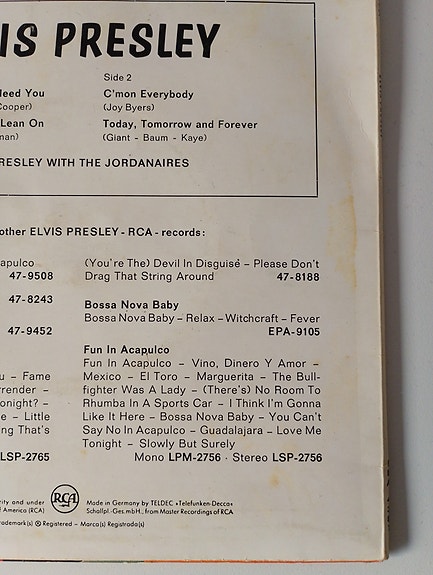 IS PRESLEY
Side 2
Need You
C'mon Everybody
Cooper)
(Joy Byers)
Lean On
Today, Tomorrow and Forever
man)
(Giant - Baum - Kaye)
RESLEY WITH THE JORDANAIRES
other ELVIS PRESLEY - RCA - records:
apulco
47-9508
(You're The) Devil In Disguise – Please Don't
Drag That String Around 47-8188
47-8243
Bossa Nova Baby
Bossa Nova Baby – Relax – Witchcraft – Fever
47-9452
EPA-9105
Fun In Acapulco
Fun In Acapulco – Vino, Dinero Y Amor –
u – Fame
Mexico – El Toro – Marguerita – The Bull-
rrender –
fighter Was A Lady – (There's) No Room To
onight? –
Rhumba In A Sports Car – I Think I'm Gonna
e – Little
Like It Here – Bossa Nova Baby – You Can't
ng That's
Say No In Acapulco – Guadalajara – Love Me
Tonight – Slowly But Surely
LSP-2765
Mono LPM-2756 · Stereo LSP-2756
rity and under
of America (RCA)
RCA
Made in Germany by TELDEC »Telefunken-Decca«
Schallpl.-Ges.mbH., from Master Recordings of RCA
rademark(s) ® Registered – Marca(s) Registrada(s)